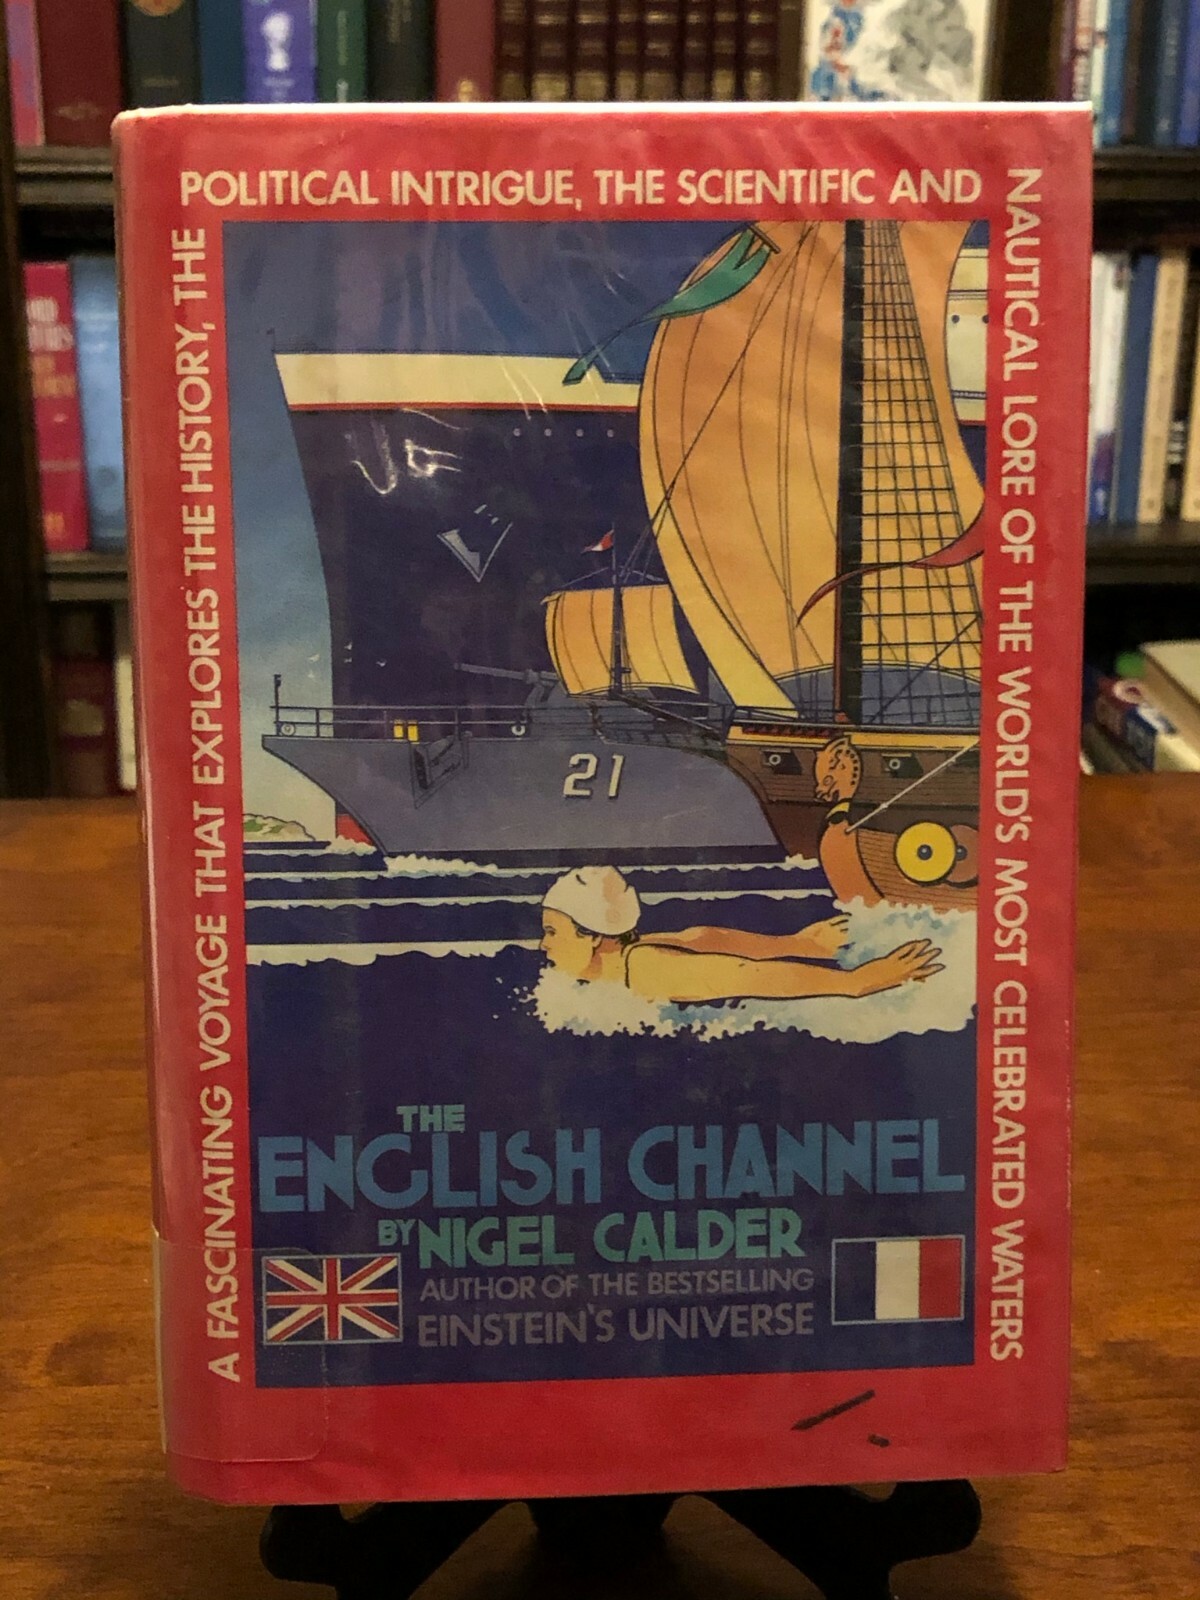 A FASCINATING VOYAGE THAT EXPLORES THE HISTORY, THE
POLITICAL INTRIGUE, THE SCIENTIFIC AND
NAUTICAL LORE OF THE WORLD'S MOST CELEBRATED WATERS
21
THE
ENGLISH CHANNEL
BY NIGEL CALDER
AUTHOR OF THE BESTSELLING
EINSTEIN'S UNIVERSE